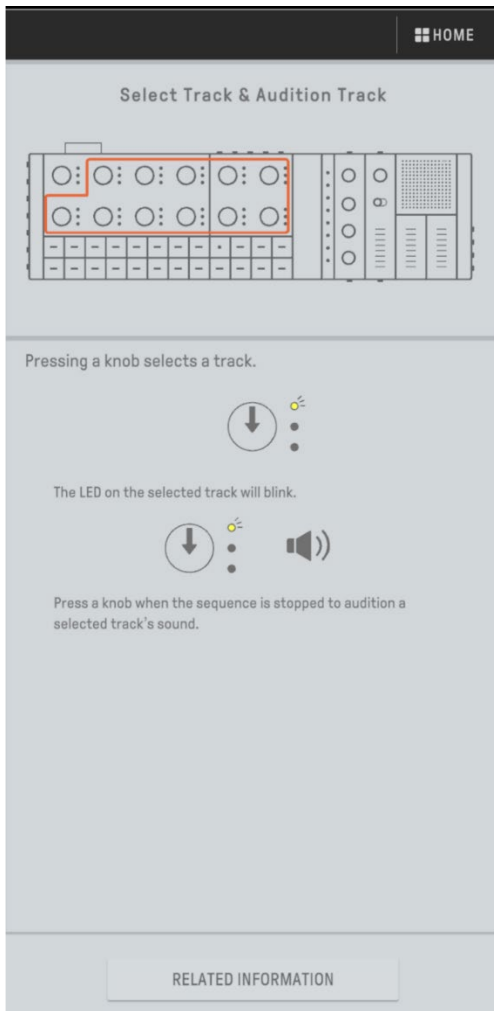 HOME
Select Track & Audition Track
Pressing a knob selects a track.
The LED on the selected track will blink.
Press a knob when the sequence is stopped to audition a
selected track's sound.
RELATED INFORMATION